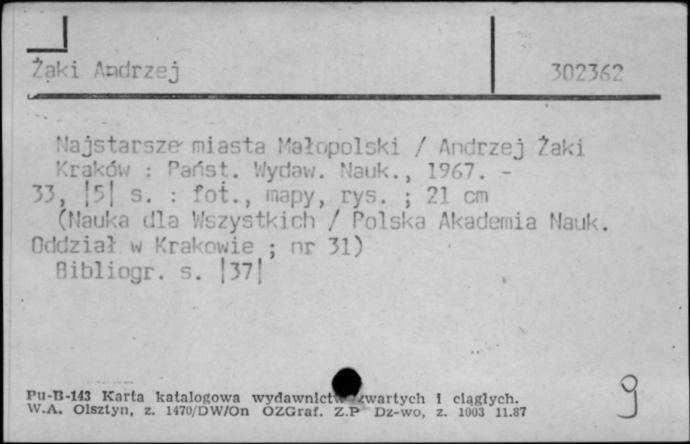 Żaki Andrzej 302362
Najstarsze miasta Małopolski / Andrzej Żaki
Kraków : Państ. Wydaw. Nauk., 1967. -
33, |5| s. : fot., mapy, rys. ; 21 cm
(Nauka dla Wszystkich / Polska Akademia Nauk.
Oddział w Krakowie ; nr 31)
Bibliogr. s. |37|
9
Pu-B-143 Karta katalogowa wydawnictw zwartych i ciągłych.
W.A. Olsztyn, z. 1470/DW/On OZGraf. Z.P Dz-wo, z. 1003 11.87